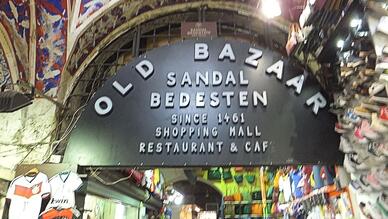 OLD BAZAAR
SANDAL
BEDESTEN
SINCE 1461
SHOPPING MALL
RESTAURANT & CAF